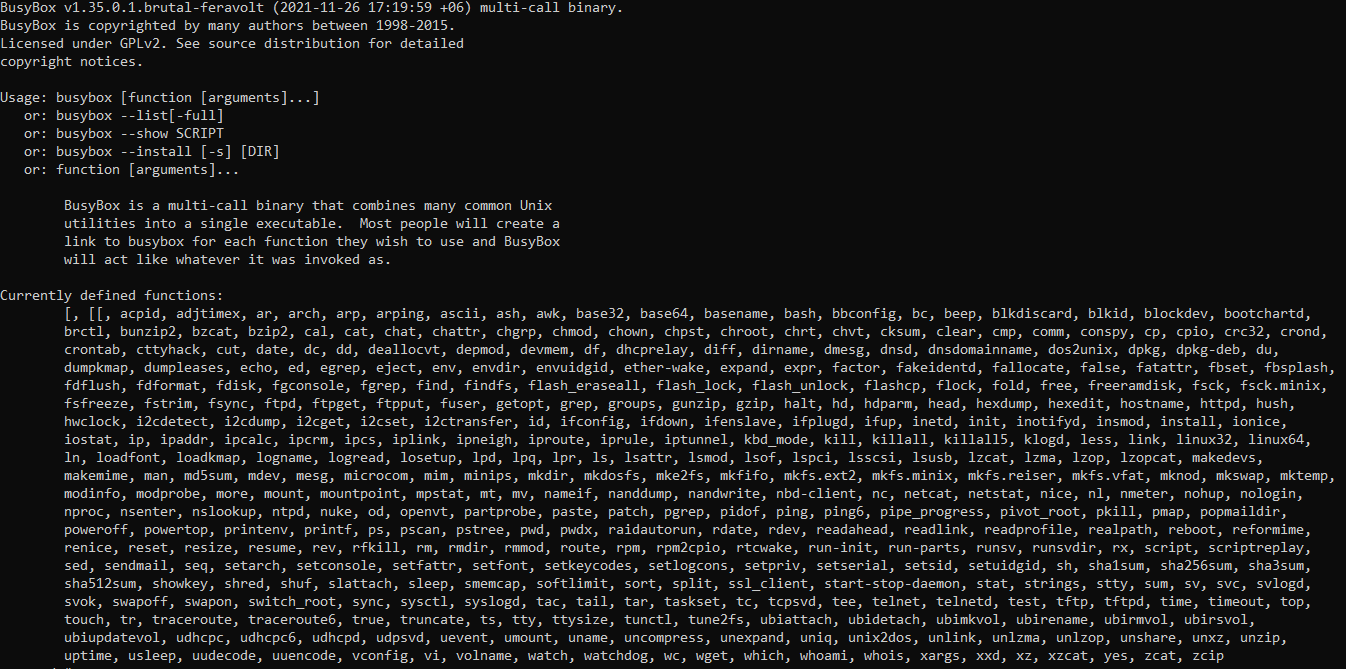 BusyBox v1.35.0.1.brutal-feravolt (2021-11-26 17:19:59 +06) multi-call binary.
BusyBox is copyrighted by many authors between 1998-2015.
Licensed under GPLv2. See source distribution for detailed
copyright notices.

Usage: busybox [function [arguments]...]
   or: busybox --list[-full]
   or: busybox --show SCRIPT
   or: busybox --install [-s] [DIR]
   or: function [arguments]...

        BusyBox is a multi-call binary that combines many common Unix
        utilities into a single executable.  Most people will create a
        link to busybox for each function they wish to use and BusyBox
        will act like whatever it was invoked as.

Currently defined functions:
        [, [[, acpid, adjtimex, ar, arch, arp, arping, ascii, ash, awk, base32, base64, basename, bash, bbconfig, bc, beep, blkdiscard, blkid, blockdev, bootchartd,
        brctl, bunzip2, bzcat, bzip2, cal, cat, chat, chattr, chgrp, chmod, chown, chpst, chroot, chrt, chvt, cksum, clear, cmp, comm, conspy, cp, cpio, crc32, crond,
        crontab, cttyhack, cut, date, dc, dd, deallocvt, depmod, devmem, df, dhcprelay, diff, dirname, dmesg, dnsd, dnsdomainname, dos2unix, dpkg, dpkg-deb, du,
        dumpkmap, dumpleases, echo, ed, egrep, eject, env, envdir, envuidgid, ether-wake, expand, expr, factor, fakeidentd, fallocate, false, fatattr, fbset, fbsplash,
        fdflush, fdformat, fdisk, fgconsole, fgrep, find, findfs, flash_eraseall, flash_lock, flash_unlock, flashcp, flock, fold, free, freeramdisk, fsck, fsck.minix,
        fsfreeze, fstrim, fsync, ftpd, ftpget, ftpput, fuser, getopt, grep, groups, gunzip, gzip, halt, hd, hdparm, head, hexdump, hexedit, hostname, httpd, hush,
        hwclock, i2cdetect, i2cdump, i2cget, i2cset, i2ctransfer, id, ifconfig, ifdown, ifenslave, ifplugd, ifup, inetd, init, inotifyd, insmod, install, ionice,
        iostat, ip, ipaddr, ipcalc, ipcrm, ipcs, iplink, ipneigh, iproute, iprule, iptunnel, kbd_mode, kill, killall, killall5, klogd, less, link, linux32, linux64,
        ln, loadfont, loadkmap, logname, logread, losetup, lpd, lpq, lpr, ls, lsattr, lsmod, lsof, lspci, lsscsi, lsusb, lzcat, lzma, lzop, lzopcat, makedevs,
        makemime, man, md5sum, mdev, mesg, microcom, mim, minips, mkdir, mkdosfs, mke2fs, mkfifo, mkfs.ext2, mkfs.minix, mkfs.reiser, mkfs.vfat, mknod, mkswap, mktemp,
        modinfo, modprobe, more, mount, mountpoint, mpstat, mt, mv, nameif, nanddump, nandwrite, nbd-client, nc, netcat, netstat, nice, nl, nmeter, nohup, nologin,
        nproc, nsenter, nslookup, ntpd, nuke, od, openvt, partprobe, paste, patch, pgrep, pidof, ping, ping6, pipe_progress, pivot_root, pkill, pmap, popmaildir,
        poweroff, powertop, printenv, printf, ps, pscan, pstree, pwd, pwdx, raidautorun, rdate, rdev, readahead, readlink, readprofile, realpath, reboot, reformime,
        renice, reset, resize, resume, rev, rfkill, rm, rmdir, rmmod, route, rpm, rpm2cpio, rtcwake, run-init, run-parts, runsv, runsvdir, rx, script, scriptreplay,
        sed, sendmail, seq, setarch, setconsole, setfattr, setfont, setkeycodes, setlogcons, setpriv, setserial, setsid, setuidgid, sh, sha1sum, sha256sum, sha3sum,
        sha512sum, showkey, shred, shuf, slattach, sleep, smemcap, softlimit, sort, split, ssl_client, start-stop-daemon, stat, strings, stty, sum, sv, svc, svlogd,
        svok, swapoff, swapon, switch_root, sync, sysctl, syslogd, tac, tail, tar, taskset, tc, tcpsvd, tee, telnet, telnetd, test, tftp, tftpd, time, timeout, top,
        touch, tr, traceroute, traceroute6, true, truncate, ts, tty, ttysize, tunctl, tune2fs, ubiattach, ubidetach, ubimkvol, ubirename, ubirmvol, ubirsvol,
        ubiupdatevol, udhcpc, udhcpc6, udhcpd, udpsvd, uevent, umount, uname, uncompress, unexpand, uniq, unix2dos, unlink, unlzma, unlzop, unshare, unxz, unzip,
        uptime, usleep, uudecode, uuencode, vconfig, vi, volname, watch, watchdog, wc, wget, which, whoami, whois, xargs, xxd, xz, xzcat, yes, zcat, zcip